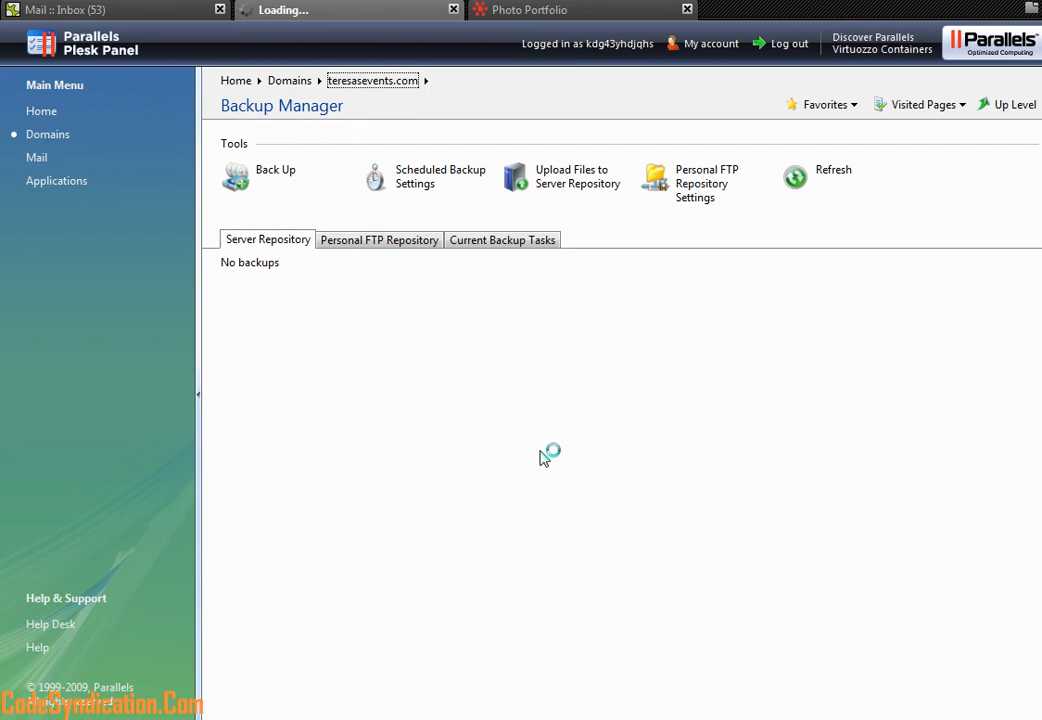 Mail :: Inbox (53)
Loading...
Photo Portfolio
Parallels
Plesk Panel
Logged in as kdg43yhdjqhs
My account
Log out
Discover Parallels
Virtuozzo Containers
Parallels™
Optimized Computing
Main Menu
Home
Domains
Mail
Applications
Home
Domains
teresasevents.com
Backup Manager
Favorites
Visited Pages
Up Level
Tools
Back Up
Scheduled Backup
Settings
Upload Files to
Server Repository
Personal FTP
Repository
Settings
Refresh
Server Repository
Personal FTP Repository
Current Backup Tasks
No backups
Help & Support
Help Desk
Help
© 1999-2009, Parallels
All rights reserved.
CodeSyndication.Com